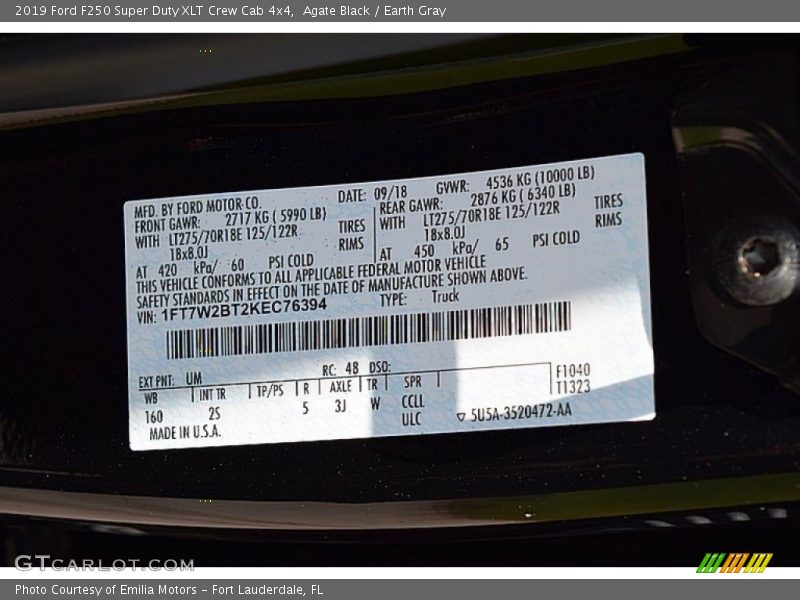 2019 Ford F250 Super Duty XLT Crew Cab 4x4, Agate Black / Earth Gray
MFD. BY FORD MOTOR CO. DATE: 09/18 GVWR: 4536 KG (10000 LB)
FRONT GAWR: 2717 KG ( 5990 LB) REAR GAWR: 2876 KG ( 6340 LB)
WITH LT275/70R18E 125/122R TIRES WITH LT275/70R18E 125/122R TIRES
18x8.0J RIMS 18x8.0J RIMS
AT 420 kPa/ 60 PSI COLD AT 450 kPa/ 65 PSI COLD
THIS VEHICLE CONFORMS TO ALL APPLICABLE FEDERAL MOTOR VEHICLE
SAFETY STANDARDS IN EFFECT ON THE DATE OF MANUFACTURE SHOWN ABOVE.
VIN: 1FT7W2BT2KEC76394 TYPE: Truck
EXT PNT: UM RC: 48 DSO: F1040
WB INT TR TP/PS R AXLE TR SPR T1323
160 2S 5 3J W CCLL
ULC ▽ 5U5A-3520472-AA
MADE IN U.S.A.
GTCARLOT.COM
Photo Courtesy of Emilia Motors – Fort Lauderdale, FL